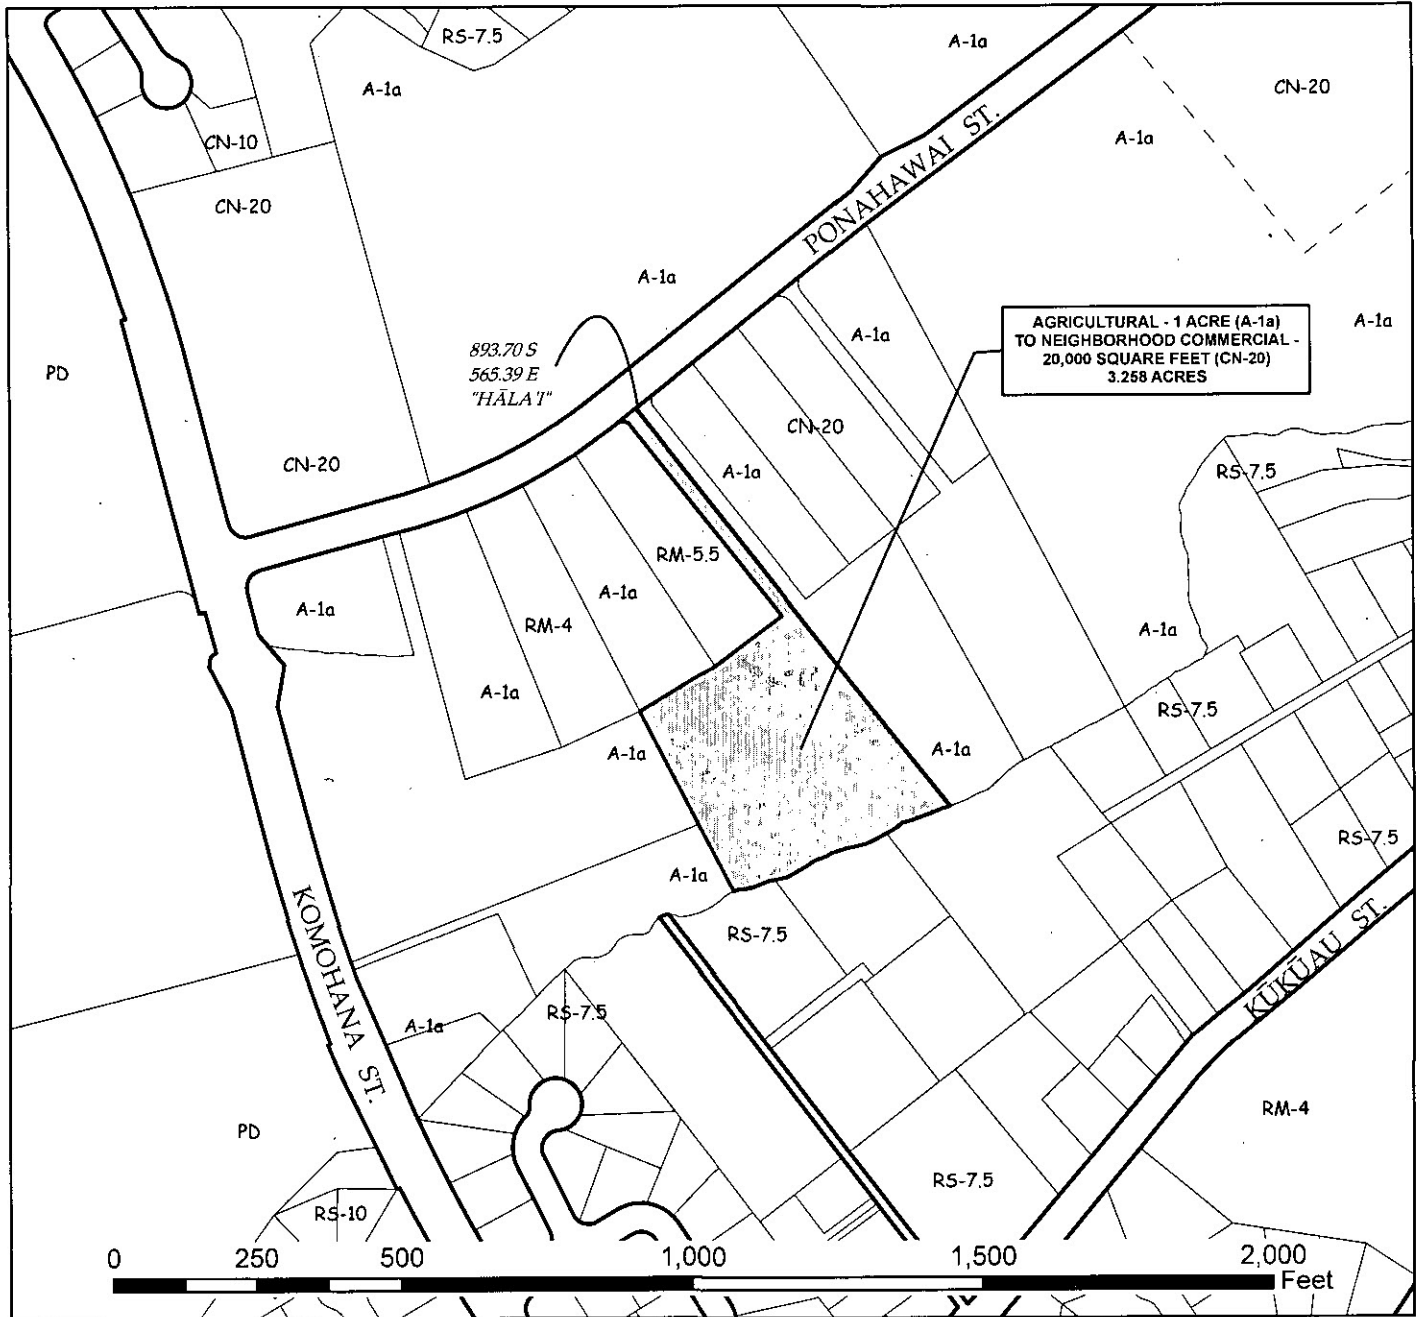 RS-7.5
A-1a
A-1a
CN-20
CN-10
A-1a
CN-20
PONAHAWAI ST.
A-1a
893.70 S
565.39 E
"HĀLA'I"
A-1a
AGRICULTURAL - 1 ACRE (A-1a)
TO NEIGHBORHOOD COMMERCIAL -
20,000 SQUARE FEET (CN-20)
3.258 ACRES
A-1a
PD
CN-20
CN-20
A-1a
RS-7.5
RM-5.5
A-1a
A-1a
RM-4
A-1a
A-1a
RS-7.5
A-1a
A-1a
RS-7.5
A-1a
KOMOHANA ST.
RS-7.5
KŪKŪAU ST.
RS-7.5
A-1a
PD
RM-4
RS-7.5
RS-10
0 250 500 1,000 1,500 2,000
Feet